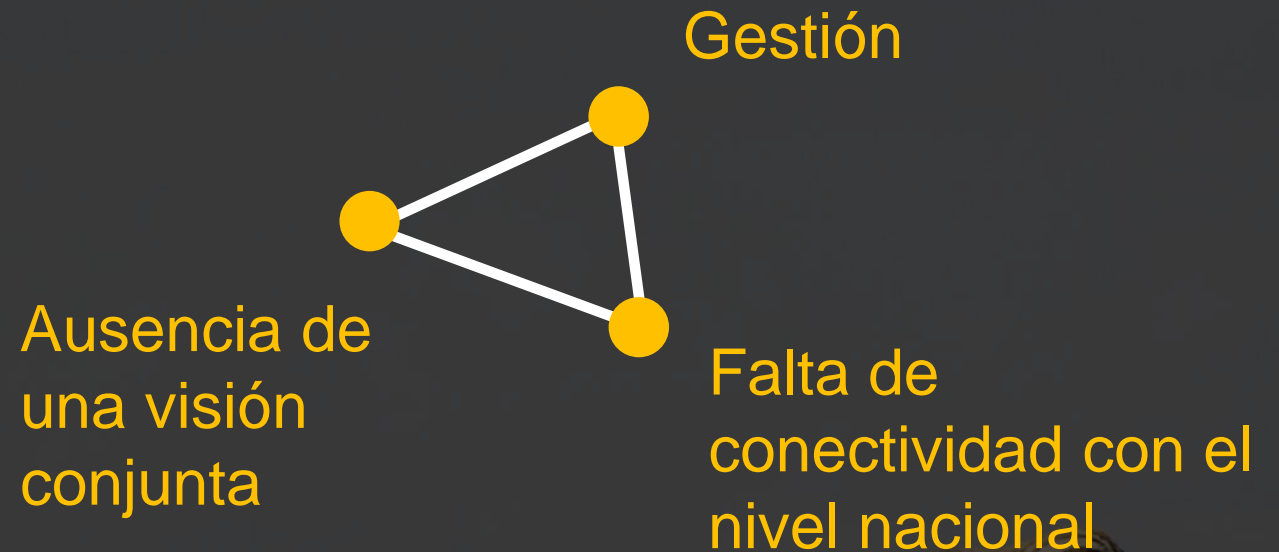 Gestión
Ausencia de
una visión
conjunta
Falta de
conectividad con el
nivel nacional